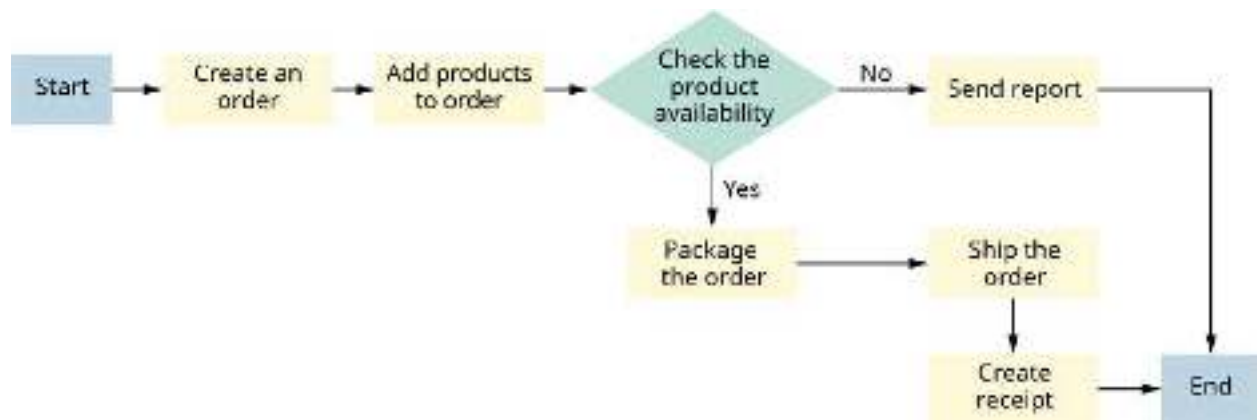 Start
Create an
order
Add products
to order
Check the
product
availability
No
Send report
Yes
Package
the order
Ship the
order
Create
receipt
End